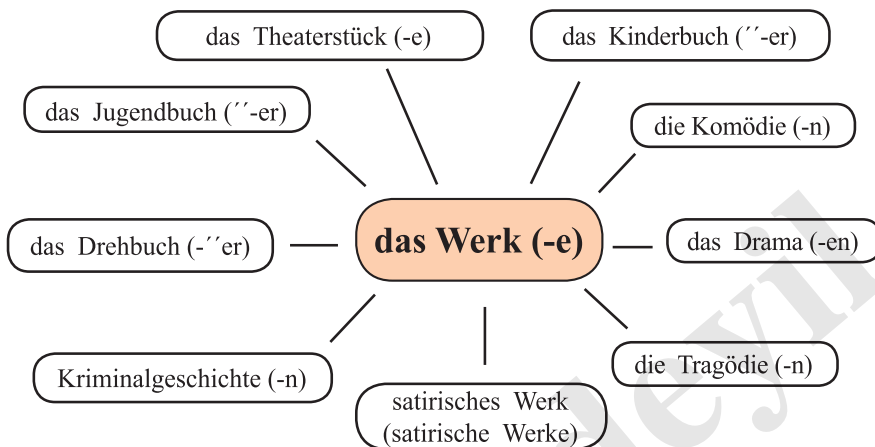 das Theaterstück (-e)
das Kinderbuch (´´-er)
das Jugendbuch (´´-er)
die Komödie (-n)
das Werk (-e)
das Drehbuch (-´´er)
das Drama (-en)
Kriminalgeschichte (-n)
die Tragödie (-n)
satirisches Werk
(satirische Werke)